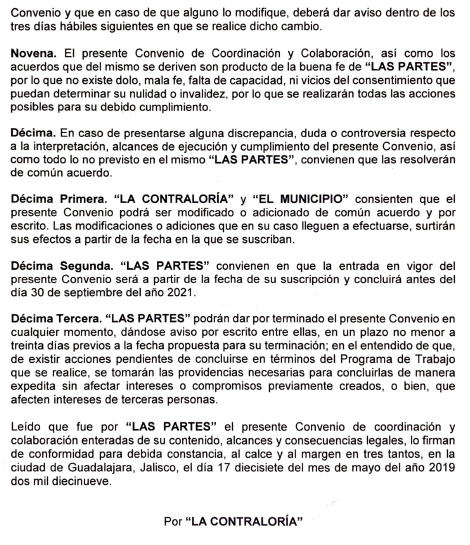 Convenio y que en caso de que alguno lo modifique, deberá dar aviso dentro de los
tres días hábiles siguientes en que se realice dicho cambio.
Novena. El presente Convenio de Coordinación y Colaboración, así como los
acuerdos que del mismo se deriven son producto de la buena fe de “LAS PARTES”,
por lo que no existe dolo, mala fe, falta de capacidad, ni vicios del consentimiento que
puedan determinar su nulidad o invalidez, por lo que se realizarán todas las acciones
posibles para su debido cumplimiento.
Décima. En caso de presentarse alguna discrepancia, duda o controversia respecto
a la interpretación, alcances de ejecución y cumplimiento del presente Convenio, así
como todo lo no previsto en el mismo “LAS PARTES”, convienen que las resolverán
de común acuerdo.
Décima Primera. “LA CONTRALORÍA” y “EL MUNICIPIO” consienten que el
presente Convenio podrá ser modificado o adicionado de común acuerdo y por
escrito. Las modificaciones o adiciones que en su caso lleguen a efectuarse, surtirán
sus efectos a partir de la fecha en la que se suscriban.
Décima Segunda. “LAS PARTES” convienen en que la entrada en vigor del
presente Convenio será a partir de la fecha de su suscripción y concluirá antes del
día 30 de septiembre del año 2021.
Décima Tercera. “LAS PARTES” podrán dar por terminado el presente Convenio en
cualquier momento, dándose aviso por escrito entre ellas, en un plazo no menor a
treinta días previos a la fecha propuesta para su terminación; en el entendido de que,
de existir acciones pendientes de concluirse en términos del Programa de Trabajo
que se realice, se tomarán las providencias necesarias para concluirlas de manera
expedita sin afectar intereses o compromisos previamente creados, o bien, que
afecten intereses de terceras personas.
Leído que fue por “LAS PARTES” el presente Convenio de coordinación y
colaboración enteradas de su contenido, alcances y consecuencias legales, lo firman
de conformidad para debida constancia, al calce y al margen en tres tantos, en la
ciudad de Guadalajara, Jalisco, el día 17 diecisiete del mes de mayo del año 2019
dos mil diecinueve.
Por “LA CONTRALORÍA”